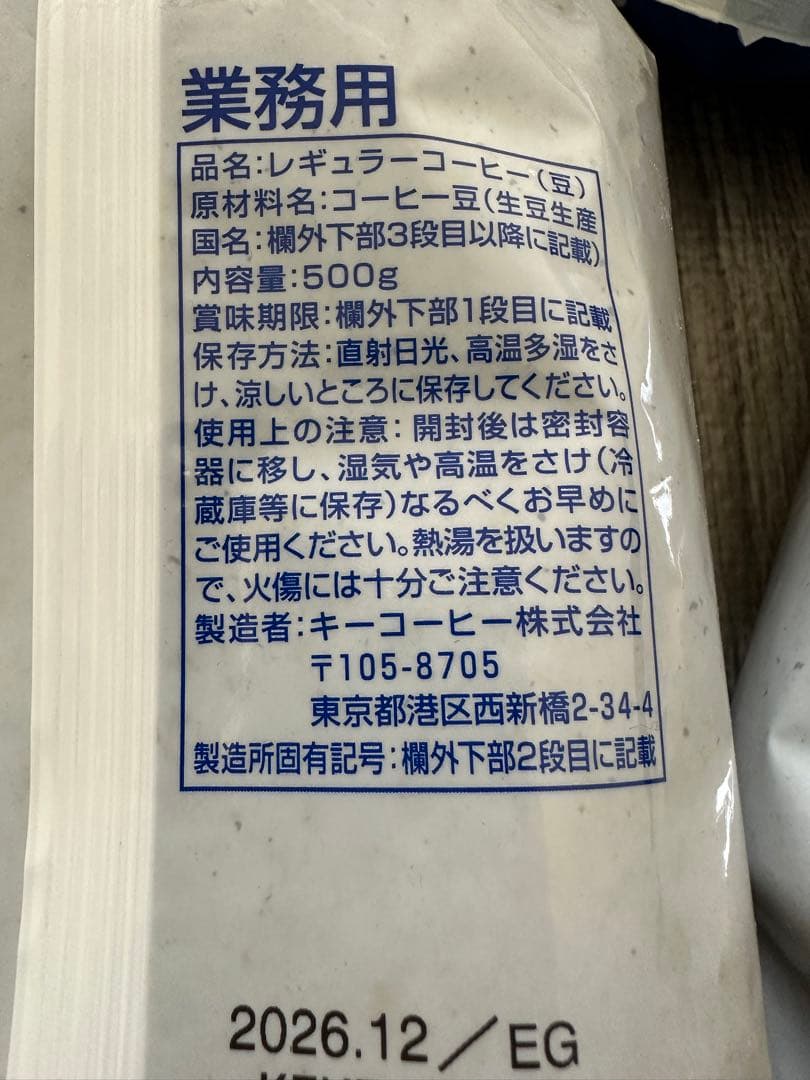 業務用
品名:レギュラーコーヒー(豆)
原材料名:コーヒー豆(生豆生産
国名:欄外下部3段目以降に記載)
内容量:500g
賞味期限:欄外下部1段目に記載
保存方法:直射日光、高温多湿をさ
け、涼しいところに保存してください。
使用上の注意:開封後は密封容
器に移し、湿気や高温をさけ(冷
蔵庫等に保存)なるべくお早めに
ご使用ください。熱湯を扱いますの
で、火傷には十分ご注意ください。
製造者:キーコーヒー株式会社
〒105-8705
東京都港区西新橋2-34-4
製造所固有記号:欄外下部2段目に記載
2026.12/EG